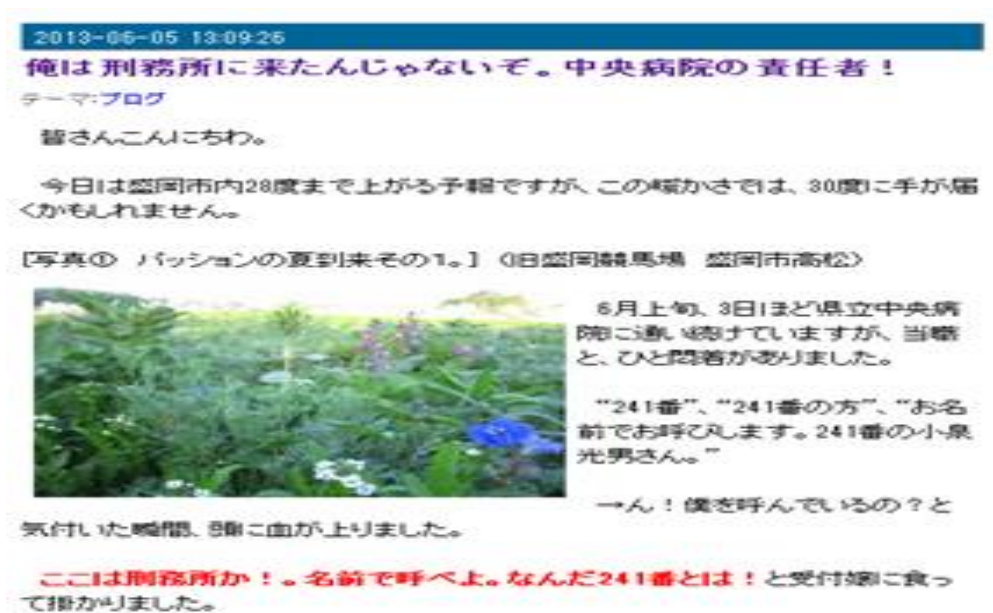 2013-06-05 13:09:26
俺は刑務所に来たんじゃないぞ。中央病院の責任者！
テーマ:ブログ
皆さんこんにちわ。
今日は盛岡市内28度まで上がる予報ですが、この暖かさでは、30度に手が届
くかもしれません。
[写真① パッションの夏到来その1。] (旧盛岡競馬場 盛岡市高松)
6月上旬、3日ほど県立中央病
院に通い続けていますが、当職
と、ひと悶着がありました。
“241番”、“241番の方”、“お名
前でお呼びします。241番の小泉
光男さん。”
→ん！僕を呼んでいるの？と
気付いた瞬間、頭に血が上りました。
ここは刑務所か！。名前で呼べよ。なんだ241番とは！と受付嬢に食っ
て掛かりました。